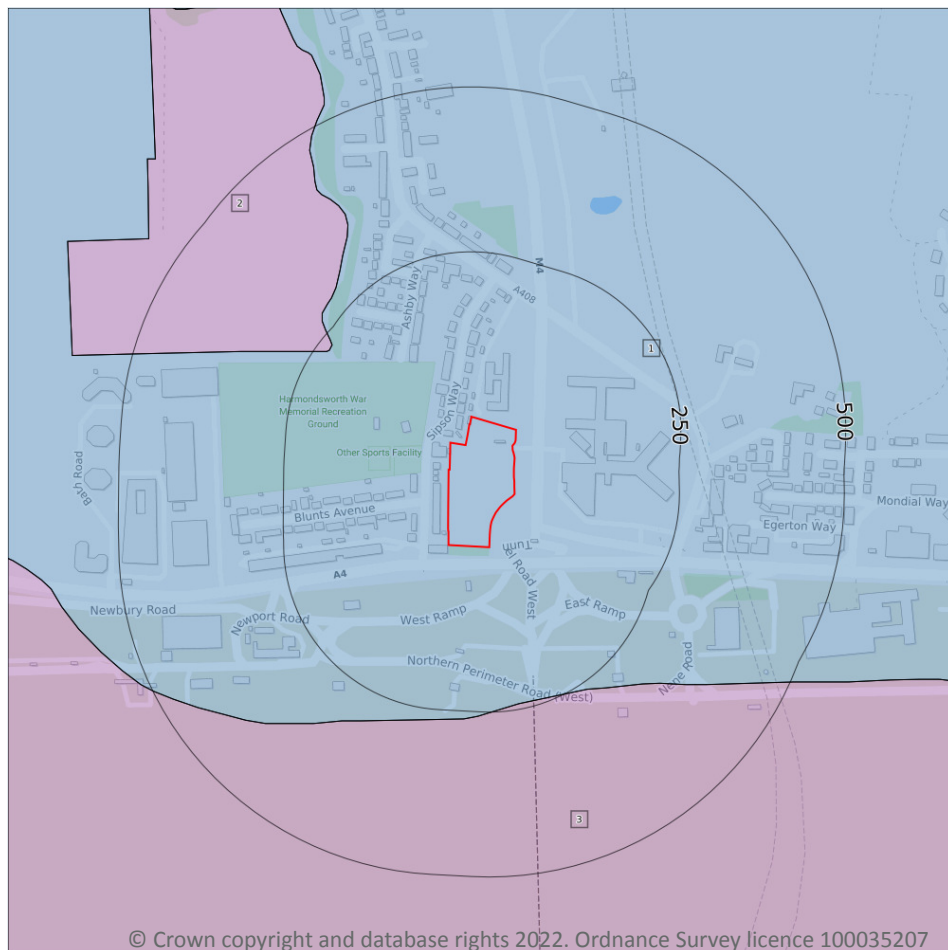 2
M4
A408
Ashby Way
1
Harmondsworth War
Memorial Recreation
Ground
Sipson Way
250
500
Other Sports Facility
Bath Road
Blunts Avenue
Mondial Way
Egerton Way
A4
Tunnel Road West
Newbury Road
Newport Road
West Ramp
East Ramp
Nene Road
Northern Perimeter Road (West)
3
© Crown copyright and database rights 2022. Ordnance Survey licence 100035207